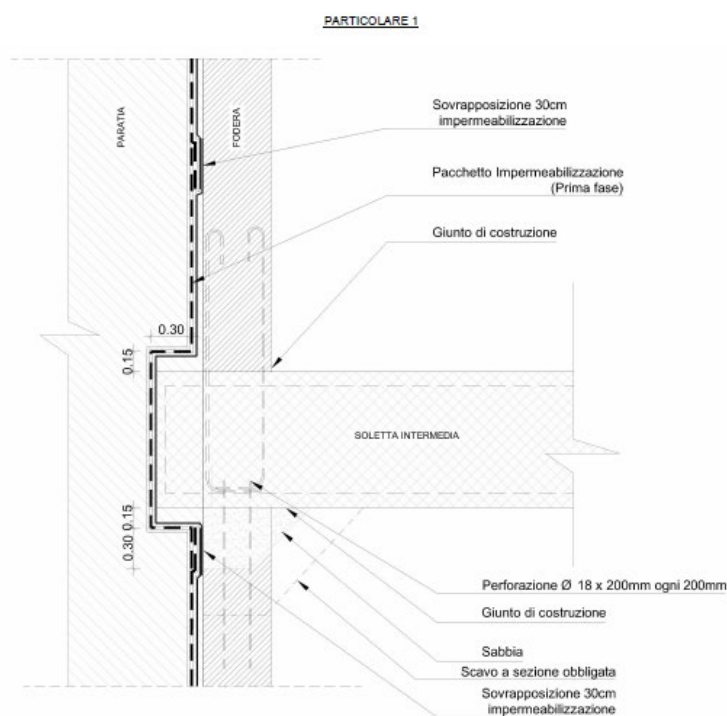 PARTICOLARE 1
PARATIA
FODERA
Sovrapposizione 30cm
impermeabilizzazione
Pacchetto Impermeabilizzazione
(Prima fase)
Giunto di costruzione
0.30
0.15
SOLETTA INTERMEDIA
0.15
0.30
Perforazione Ø 18 x 200mm ogni 200mm
Giunto di costruzione
Sabbia
Scavo a sezione obbligata
Sovrapposizione 30cm
impermeabilizzazione